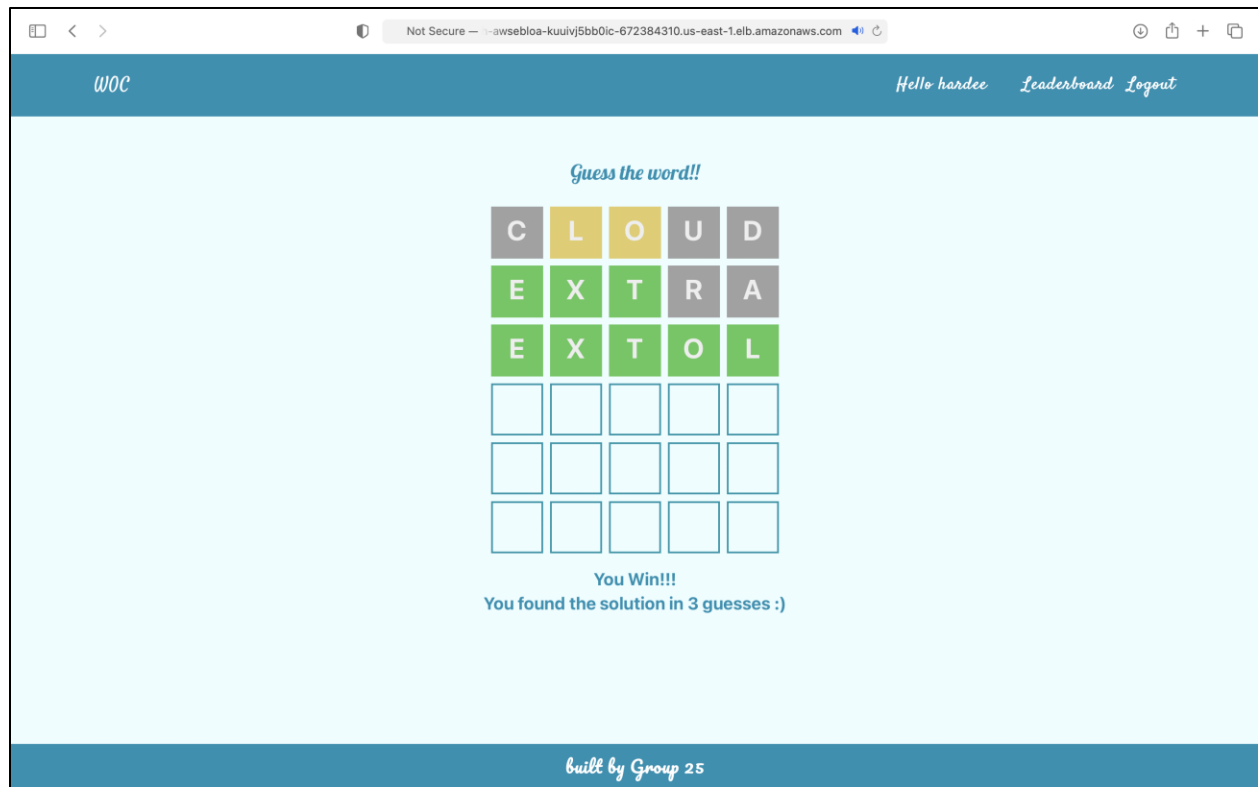 Not Secure — -awsebloa-kuuivj5bb0ic-672384310.us-east-1.elb.amazonaws.com
WOC Hello hardee Leaderboard Logout
Guess the word!!
C L O U D
E X T R A
E X T O L
You Win!!!
You found the solution in 3 guesses :)
built by Group 25